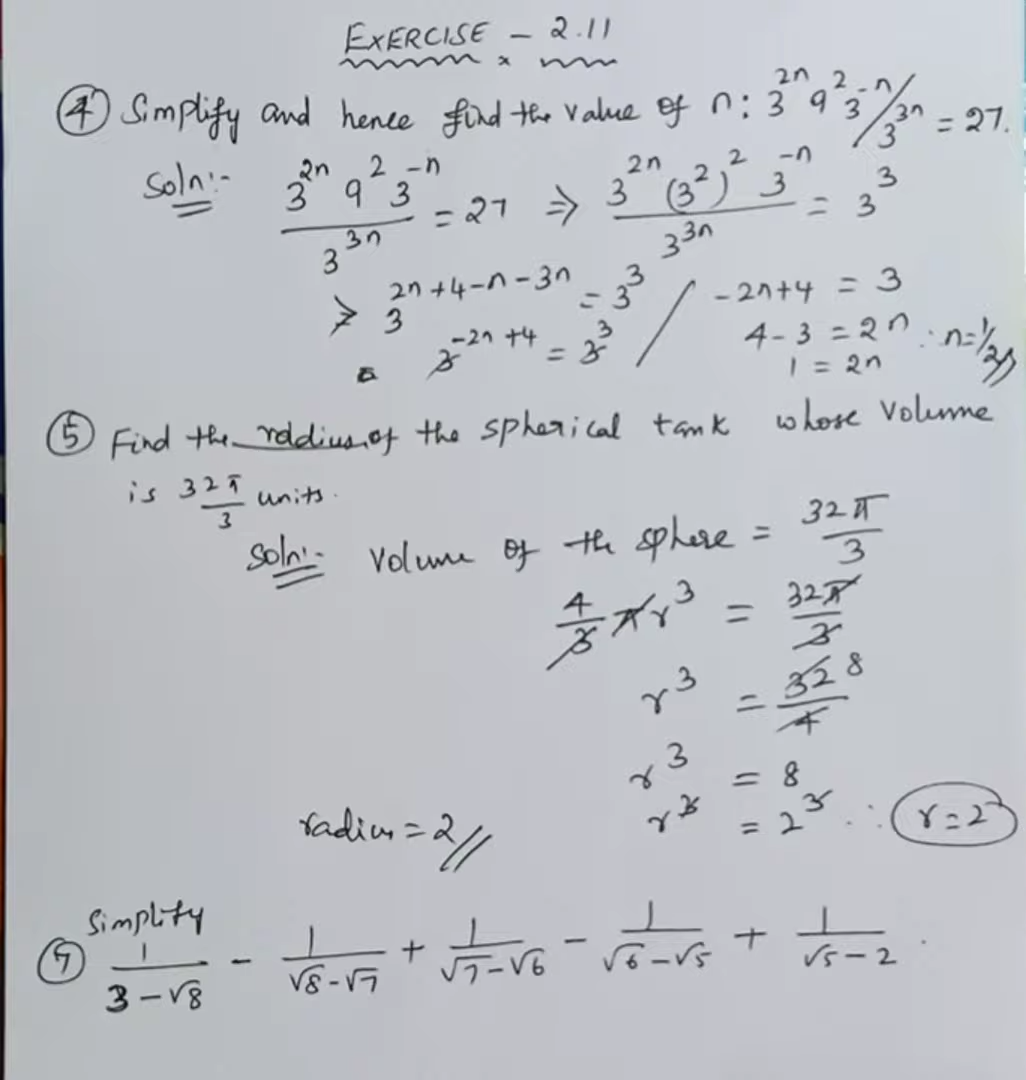 EXERCISE - 2.11
④ Simplify and hence find the value of n: 3^2n 9^2 3^-n / 3^3n = 27.
Soln:- (3^2n 9^2 3^-n)/(3^3n) = 27 ⇒ (3^2n (3^2)^2 3^-n)/(3^3n) = 3^3
⇒ 3^(2n+4-n-3n) = 3^3 / -2n+4 = 3
3^(-2n+4) = 3^3 4-3 = 2n ∴ n=1/2//
1 = 2n
⑤ Find the radius of the spherical tank whose volume
is 32π/3 units.
Soln:- Volume of the sphere = 32π/3
4/3 πr^3 = 32π/3
r^3 = 32/4 8
r^3 = 8
radius = 2// r^3 = 2^3 ∴ r=2
Simplify
⑦ 1/(3-√8) - 1/(√8-√7) + 1/(√7-√6) - 1/(√6-√5) + 1/(√5-2).